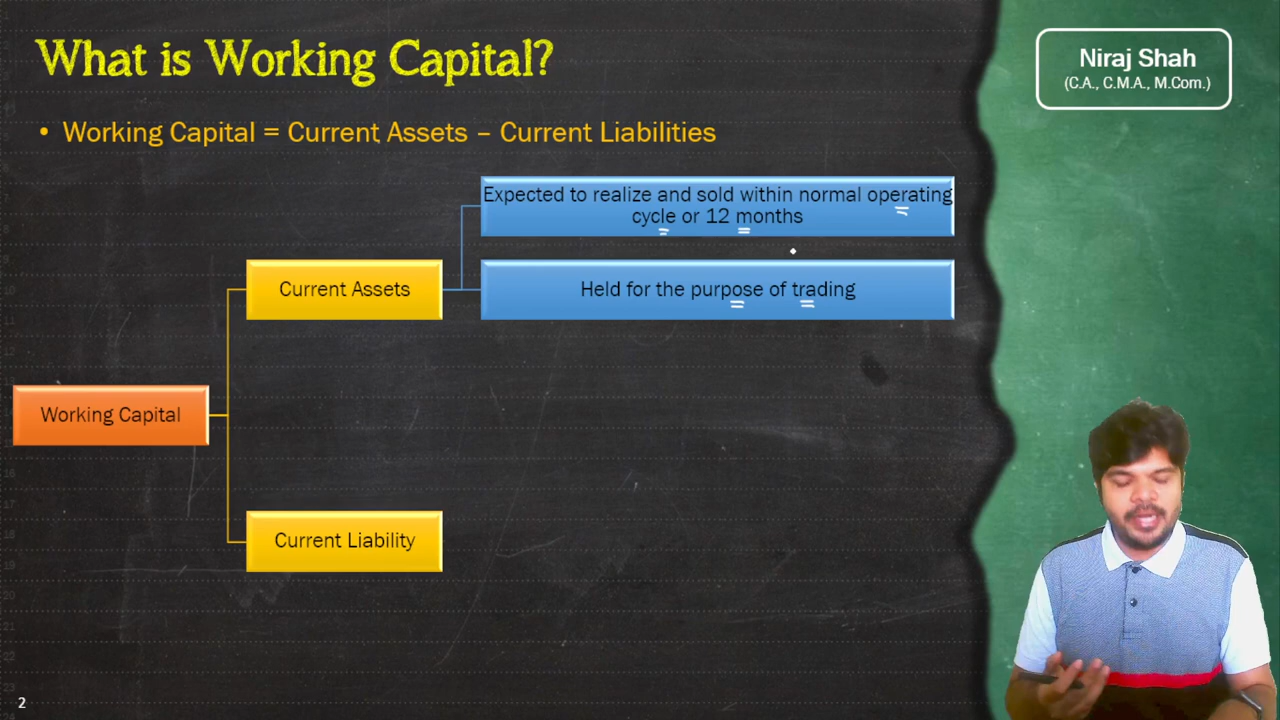 What is Working Capital?
Niraj Shah
(C.A., C.M.A., M.Com.)
• Working Capital = Current Assets – Current Liabilities
Expected to realize and sold within normal operating
cycle or 12 months
Current Assets
Held for the purpose of trading
Working Capital
Current Liability
2